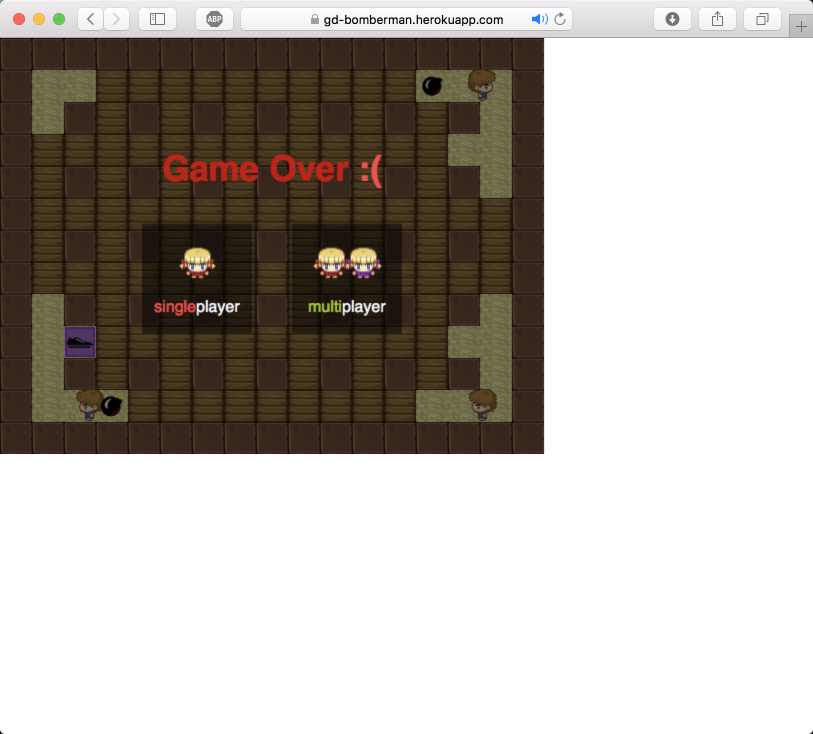 ABP
gd-bomberman.herokuapp.com
Game Over :(
singleplayer
multiplayer